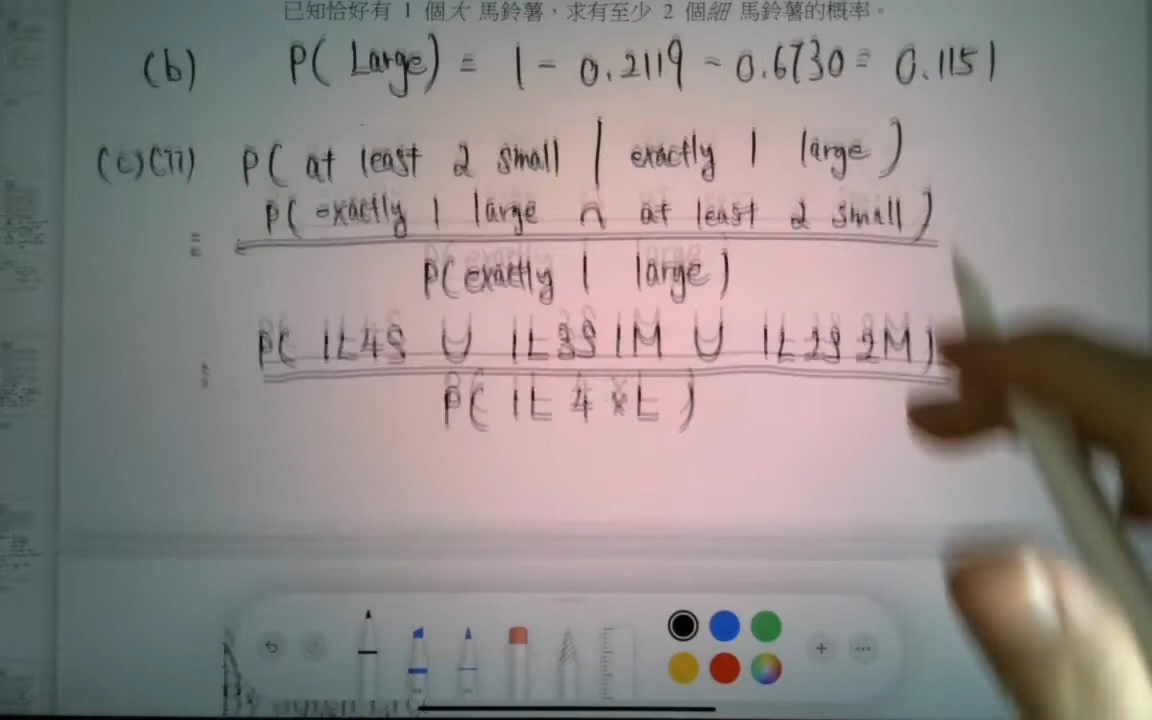 已知恰好有 1 個大 馬鈴薯，求有至少 2 個細 馬鈴薯的概率。
(b) P( Large) = 1 - 0.2119 - 0.6730 = 0.1151
(c)(ii) P( at least 2 small | exactly 1 large )
= P( exactly 1 large ∩ at least 2 small )
P(exactly 1 large )
= P( 1L4S ∪ 1L3S1M ∪ 1L2S2M )
P( 1L 4 L )